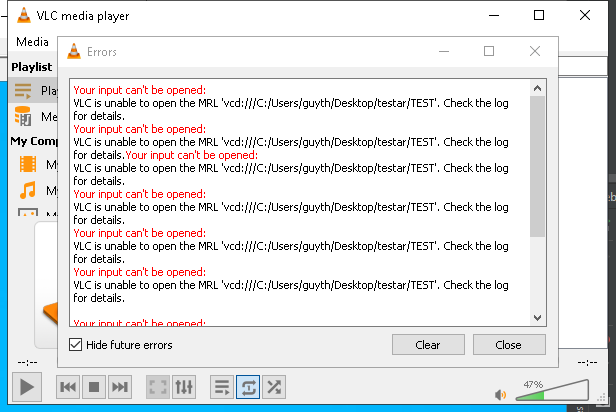 VLC media player
Media
Errors
Playlist
Your input can't be opened:
VLC is unable to open the MRL 'vcd:///C:/Users/guyth/Desktop/testar/TEST'. Check the log
for details.
Your input can't be opened:
VLC is unable to open the MRL 'vcd:///C:/Users/guyth/Desktop/testar/TEST'. Check the log
for details.Your input can't be opened:
VLC is unable to open the MRL 'vcd:///C:/Users/guyth/Desktop/testar/TEST'. Check the log
for details.
Your input can't be opened:
VLC is unable to open the MRL 'vcd:///C:/Users/guyth/Desktop/testar/TEST'. Check the log
for details.
Your input can't be opened:
VLC is unable to open the MRL 'vcd:///C:/Users/guyth/Desktop/testar/TEST'. Check the log
for details.
Your input can't be opened:
VLC is unable to open the MRL 'vcd:///C:/Users/guyth/Desktop/testar/TEST'. Check the log
for details.
Your input can't be opened:
Hide future errors
Clear
Close
--:--
--:--
47%